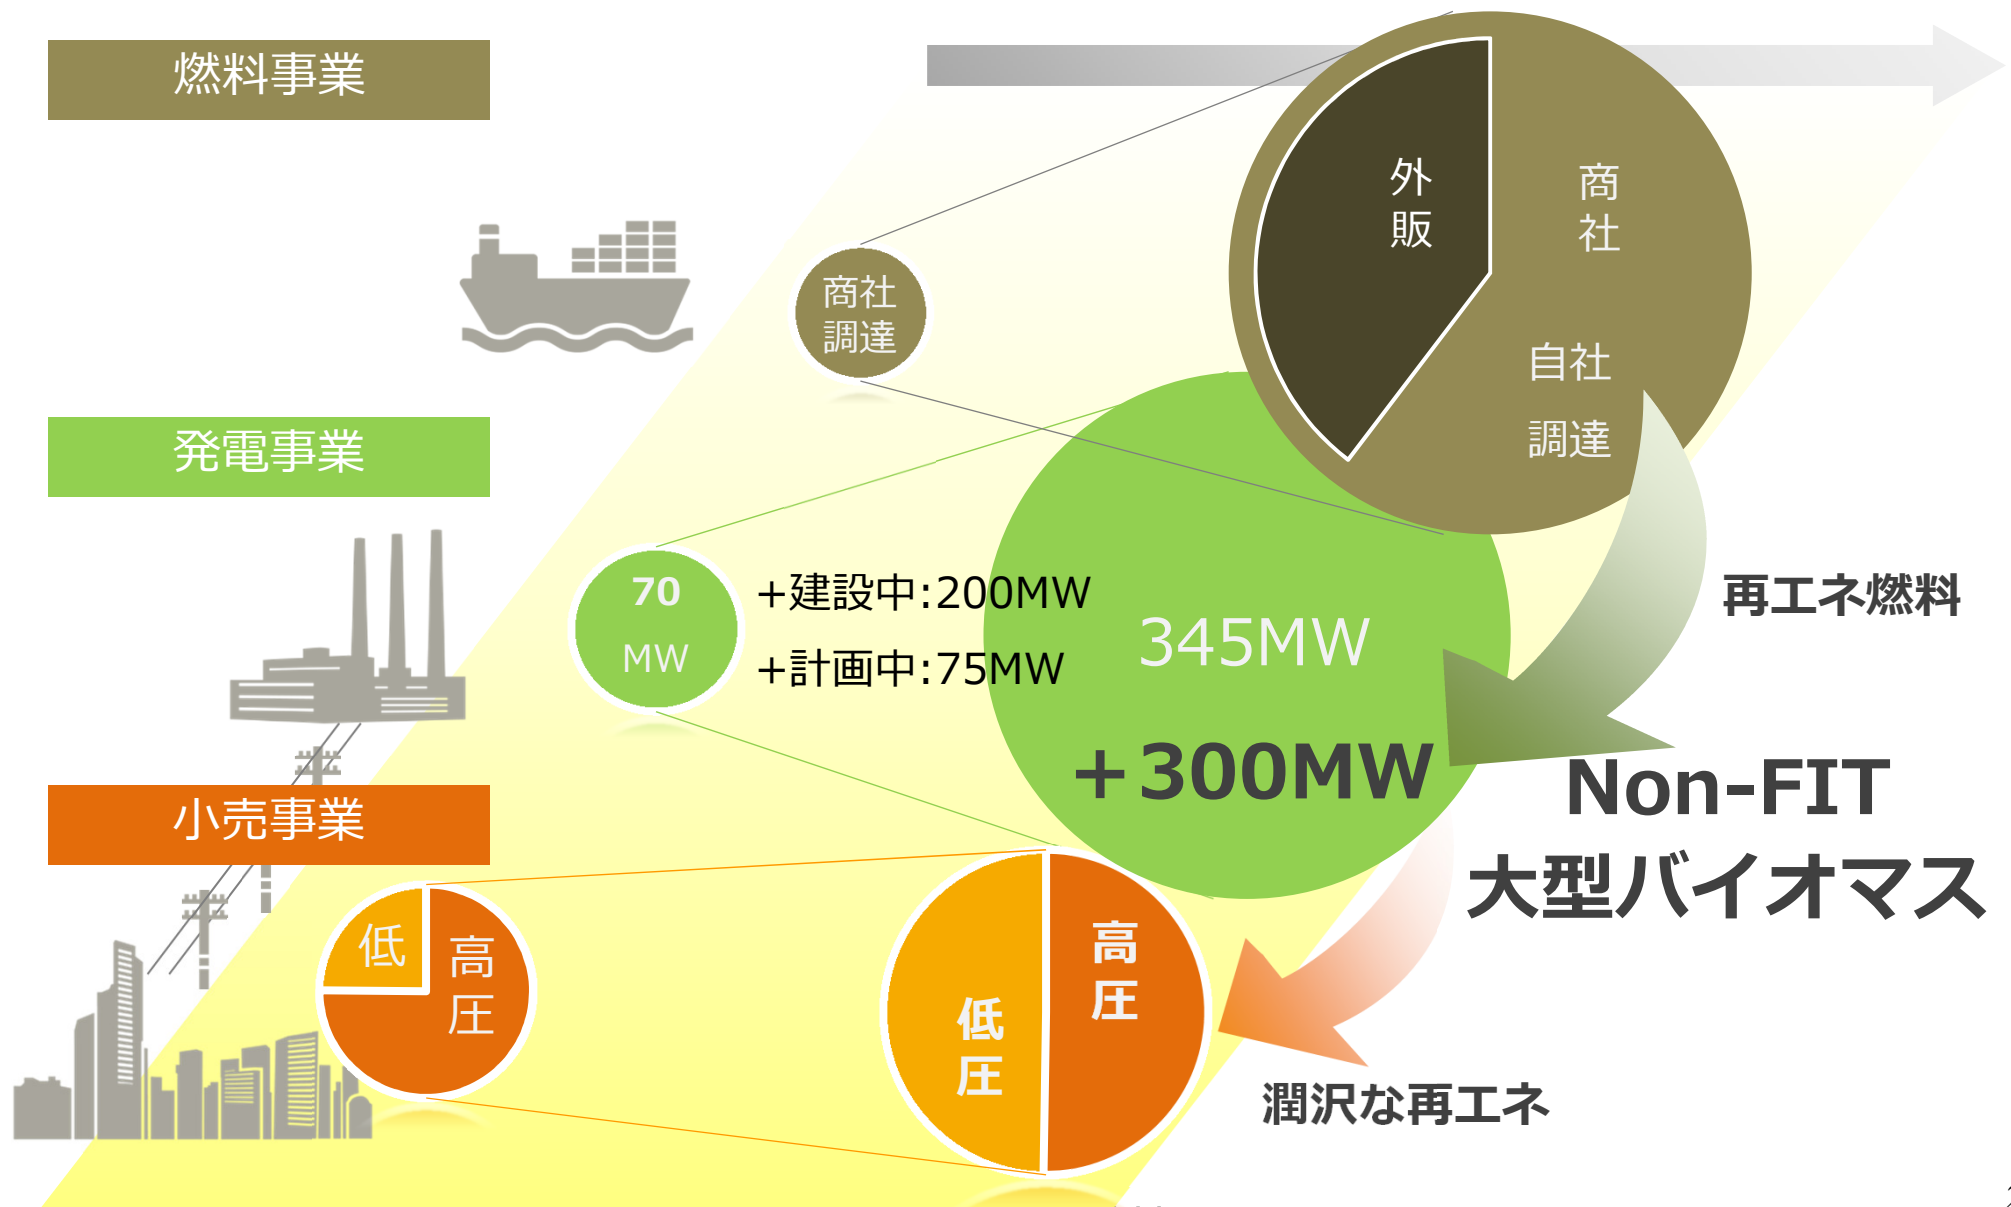 燃料事業
外
販
商
社
自社
調達
商社
調達
発電事業
70
MW
+建設中:200MW
+計画中:75MW
345MW
+300MW
再エネ燃料
Non-FIT
大型バイオマス
小売事業
低
高
圧
低
圧
高
圧
潤沢な再エネ